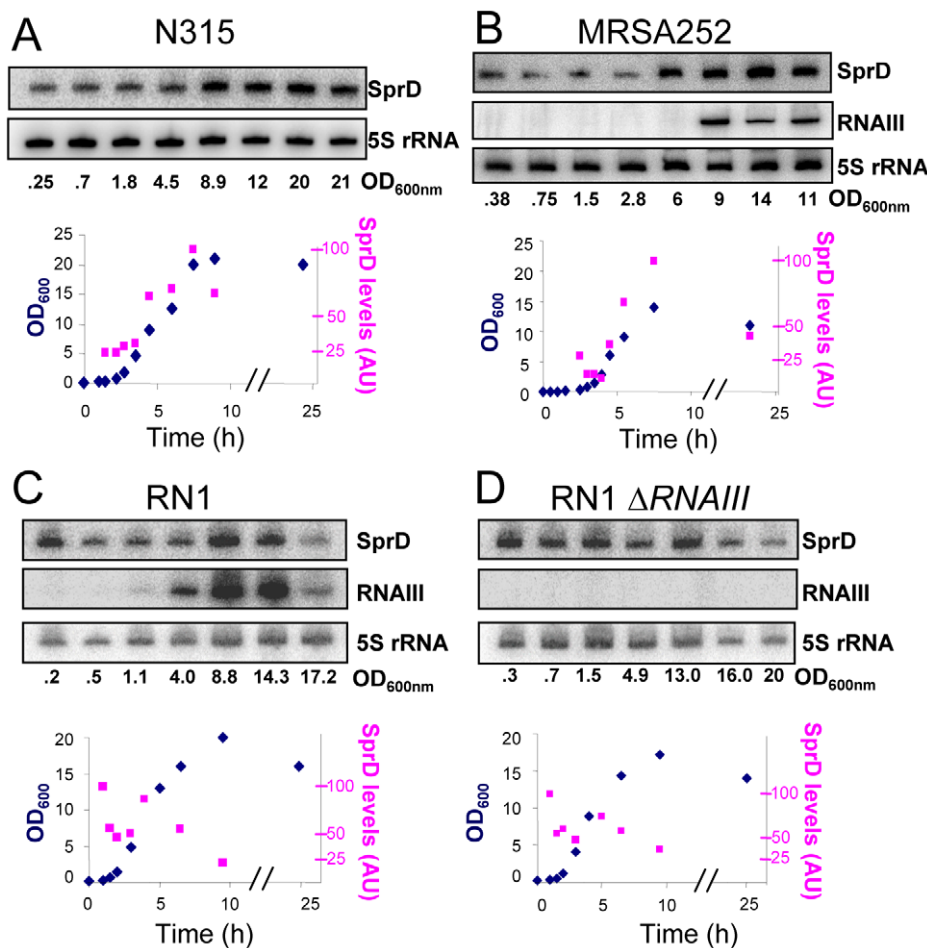 A
N315
SprD
5S rRNA
.25 .7 1.8 4.5 8.9 12 20 21 OD600nm
25
20
15
10
5
0
OD600
100
50
25
SprD levels (AU)
0 10 25
Time (h)
B
MRSA252
SprD
RNAIII
5S rRNA
.38 .75 1.5 2.8 6 9 14 11 OD600nm
25
20
15
10
5
0
OD600
100
50
25
SprD levels (AU)
0 5 10 25
Time (h)
C
RN1
SprD
RNAIII
5S rRNA
.2 .5 1.1 4.0 8.8 14.3 17.2 OD600nm
20
15
10
5
0
OD600
100
50
25
SprD levels (AU)
0 5 10 25
Time (h)
D
RN1 ΔRNAIII
SprD
RNAIII
5S rRNA
.3 .7 1.5 4.9 13.0 16.0 20 OD600nm
20
15
10
5
0
OD600
100
50
25
SprD levels (AU)
0 5 10 25
Time (h)